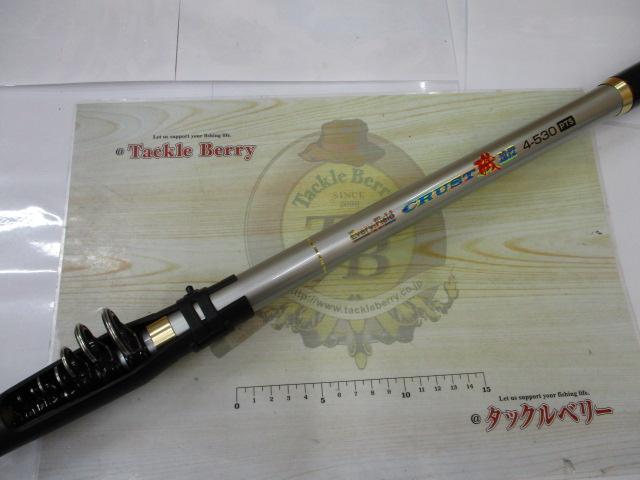 Let us support your fishing life.
@ Tackle Berry
Tackle Berry
SINCE
TB
http://www.tackleberry.co.jp
EveryField
CRUST 磯
4-530 PTS
0 1 2 3 4 5 6 7 8 9 10 11 12 13 14 15
Let us support your fishing life.
@ タックルベリー